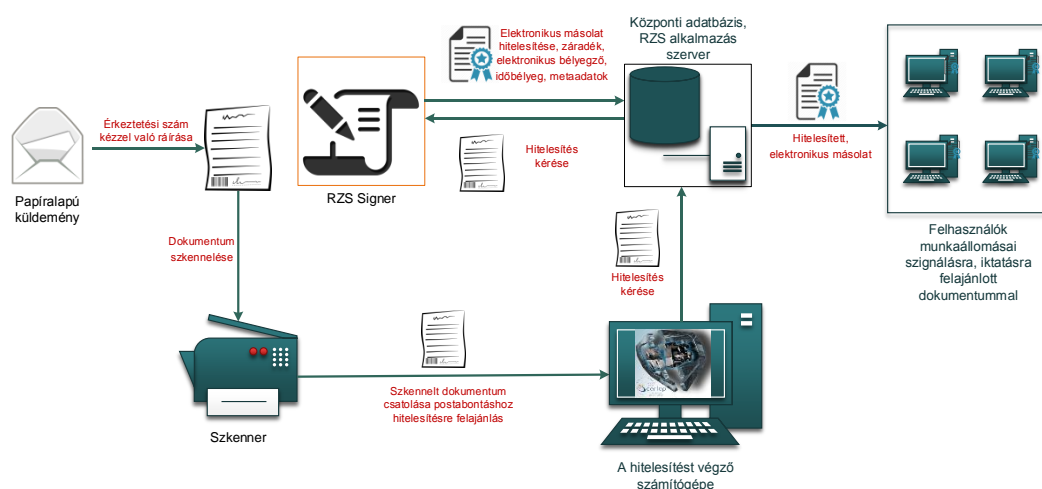 Elektronikus másolat
hitelesítése, záradék,
elektronikus bélyegző,
időbélyeg, metaadatok
Központi adatbázis,
RZS alkalmazás
szerver
Érkeztetési szám
kézzel való ráírása
Papíralapú
küldemény
RZS Signer
Hitelesítés
kérése
Hitelesített,
elektronikus másolat
Felhasználók
munkaállomásai
szignálásra, iktatásra
felajánlott
dokumentummal
Dokumentum
szkennelése
Hitelesítés
kérése
Szkenner
Szkennelt dokumentum
csatolása postabontáshoz
hitelesítésre felajánlás
A hitelesítést végző
számítógépe